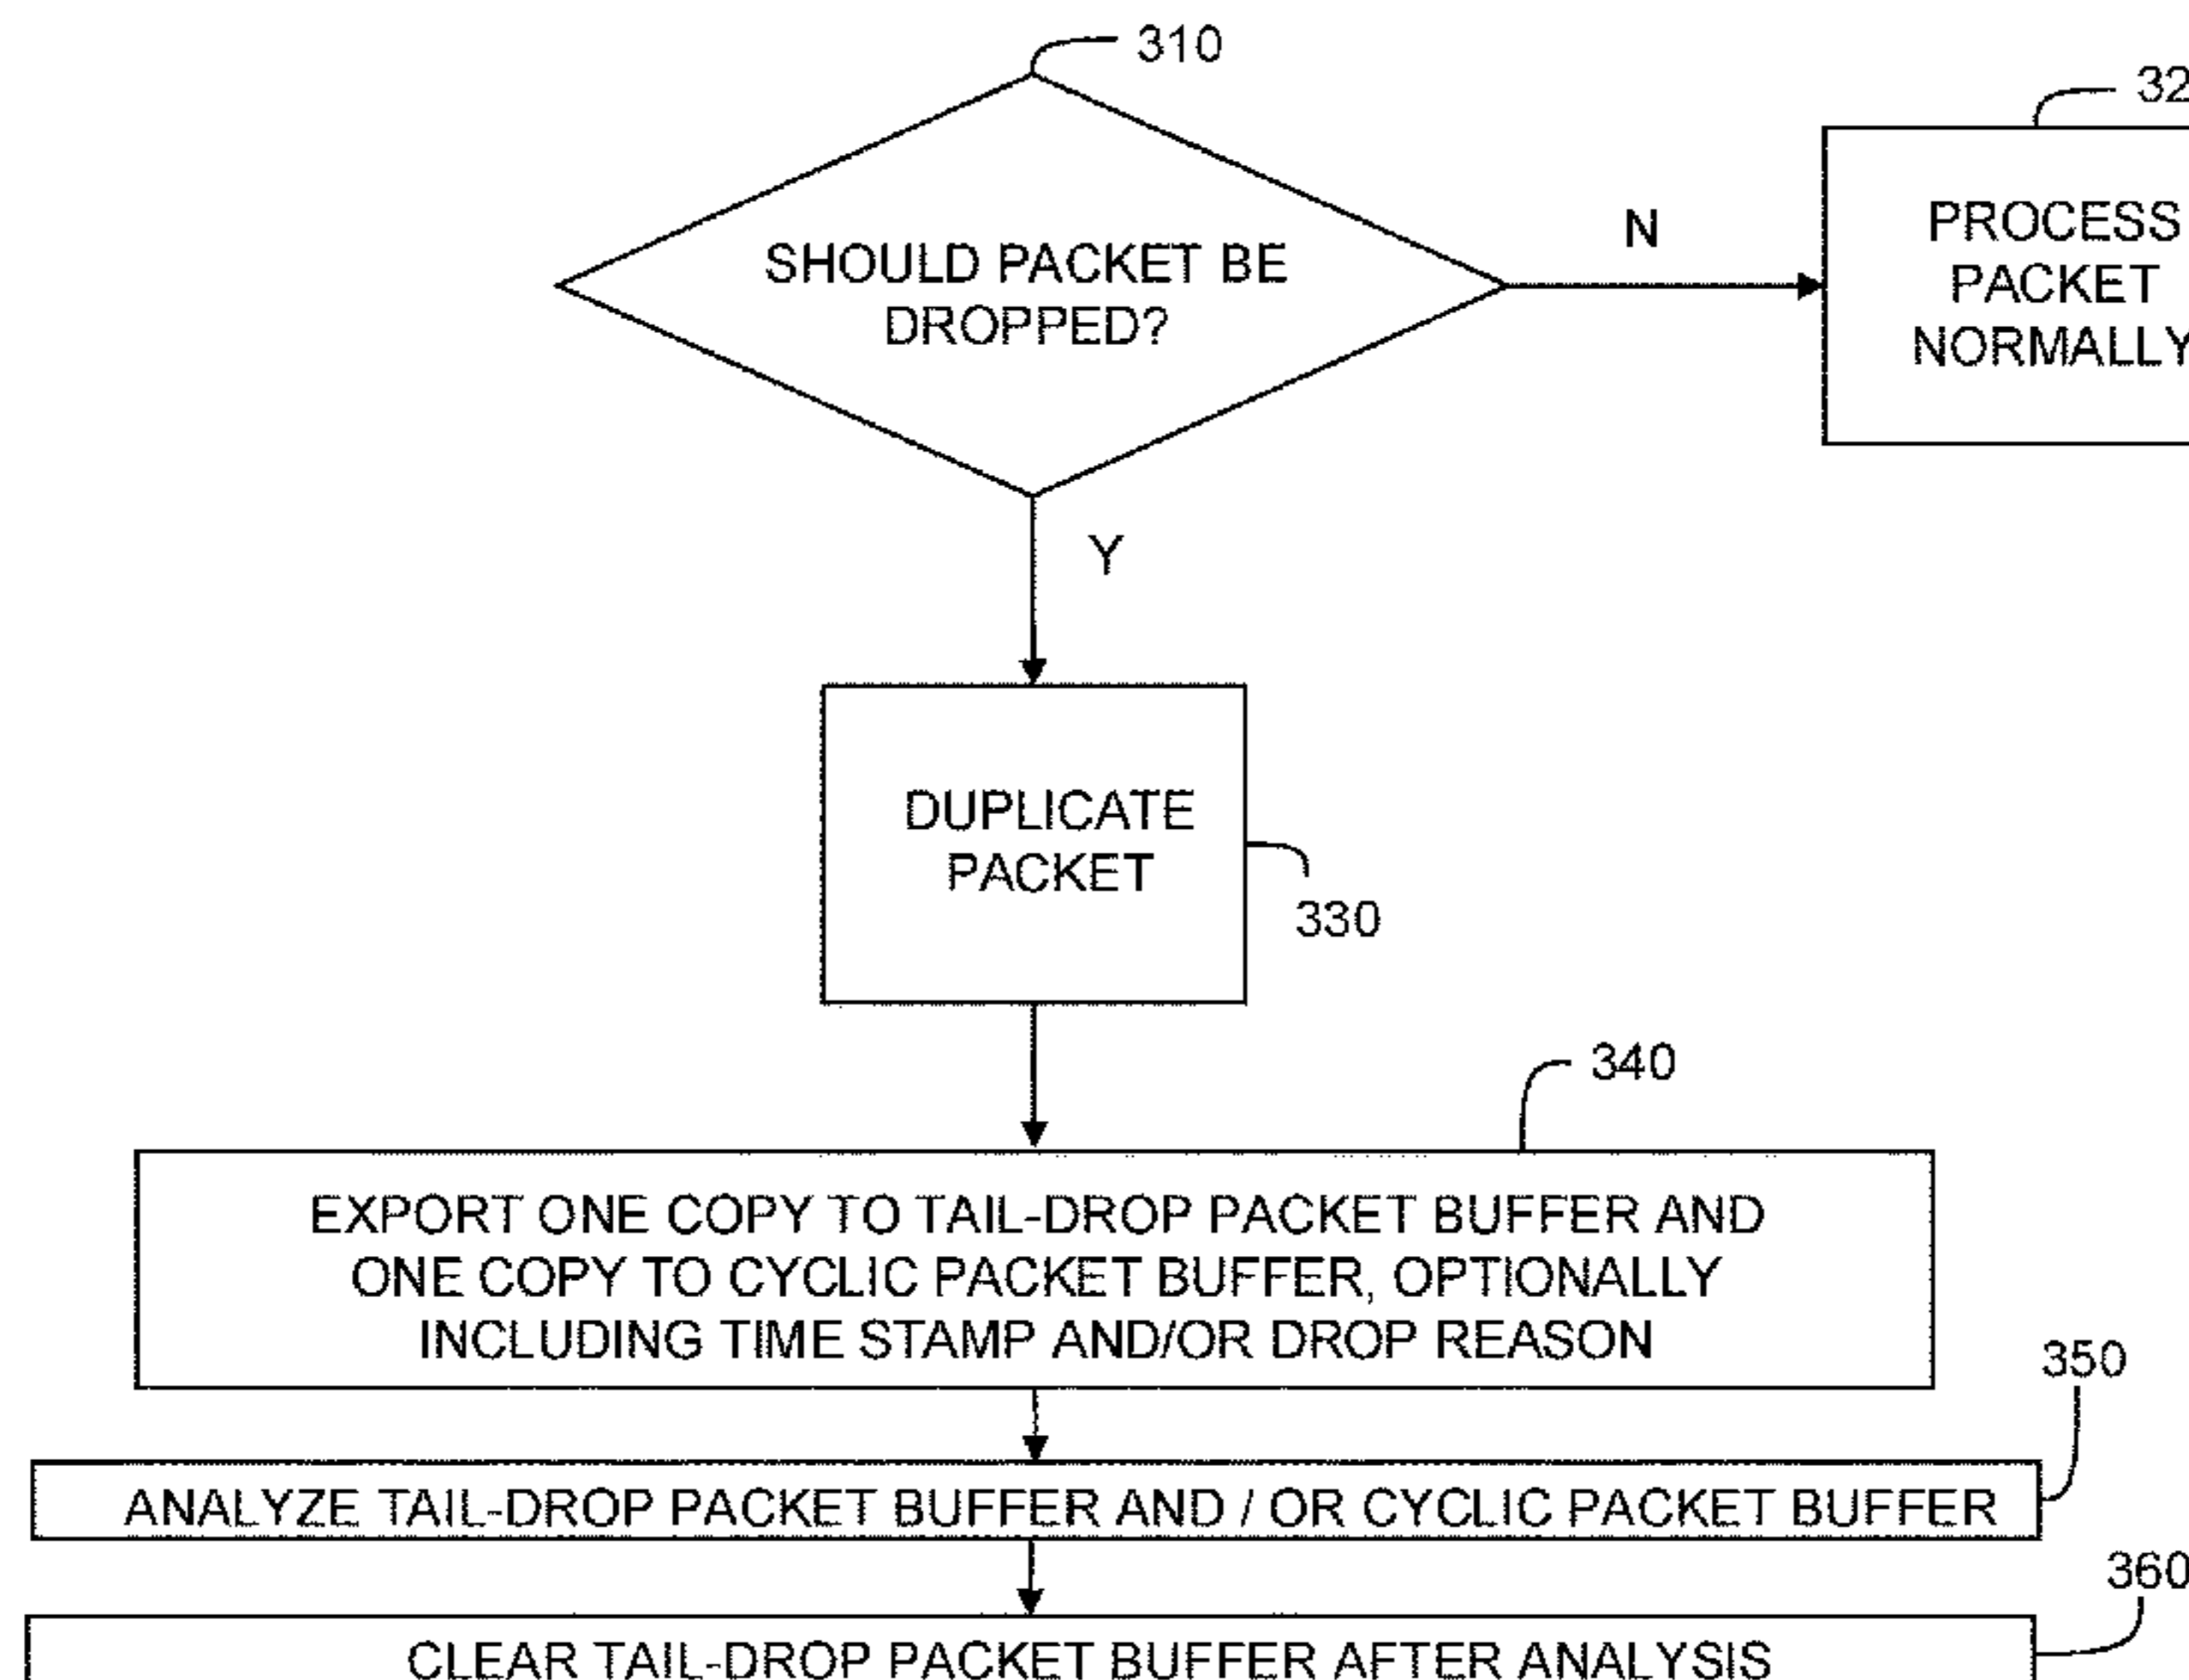 310
32
SHOULD PACKET BE
DROPPED?
N
PROCESS
PACKET
NORMALLY
Y
DUPLICATE
PACKET
330
340
EXPORT ONE COPY TO TAIL-DROP PACKET BUFFER AND
ONE COPY TO CYCLIC PACKET BUFFER, OPTIONALLY
INCLUDING TIME STAMP AND/OR DROP REASON
350
ANALYZE TAIL-DROP PACKET BUFFER AND / OR CYCLIC PACKET BUFFER
360
CLEAR TAIL-DROP PACKET BUFFER AFTER ANALYSIS